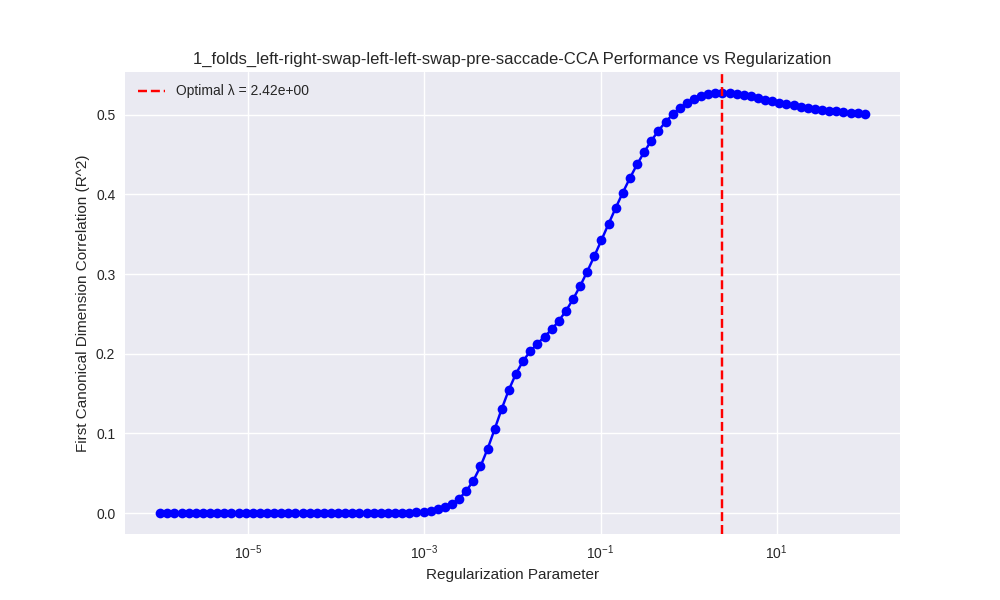 1_folds_left-right-swap-left-left-swap-pre-saccade-CCA Performance vs Regularization
Optimal λ = 2.42e+00
First Canonical Dimension Correlation (R^2)
0.5
0.4
0.3
0.2
0.1
0.0
10⁻⁵ 10⁻³ 10⁻¹ 10¹
Regularization Parameter